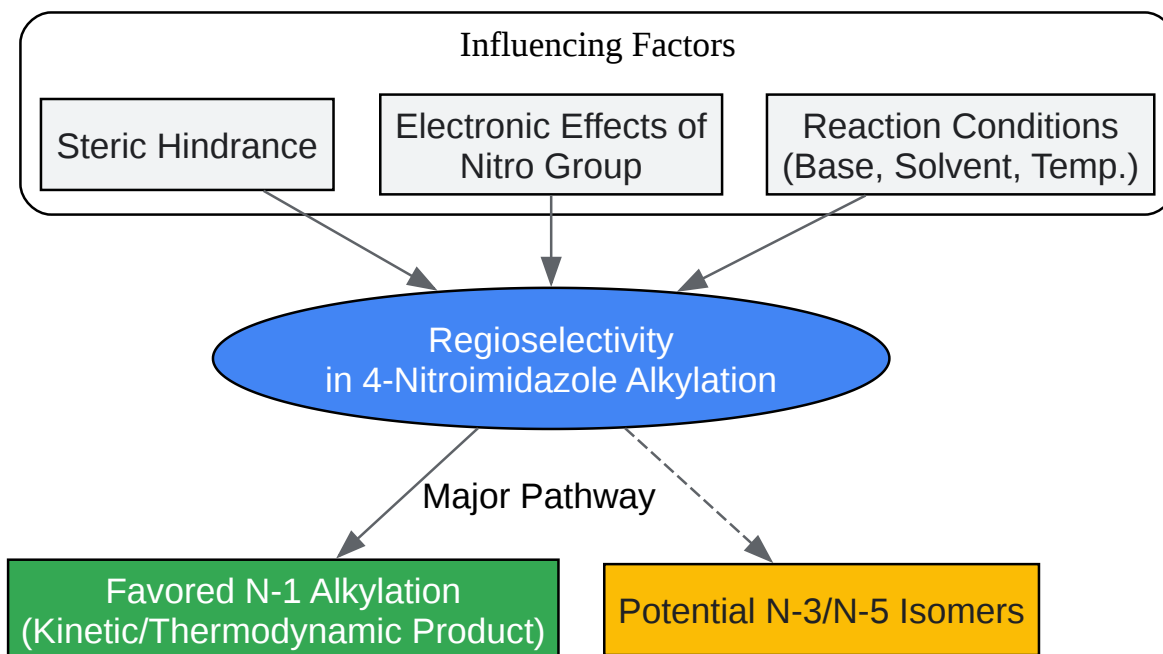 Influencing Factors
Steric Hindrance
Electronic Effects of
Nitro Group
Reaction Conditions
(Base, Solvent, Temp.)
Regioselectivity
in 4-Nitroimidazole Alkylation
Major Pathway
Favored N-1 Alkylation
(Kinetic/Thermodynamic Product)
Potential N-3/N-5 Isomers